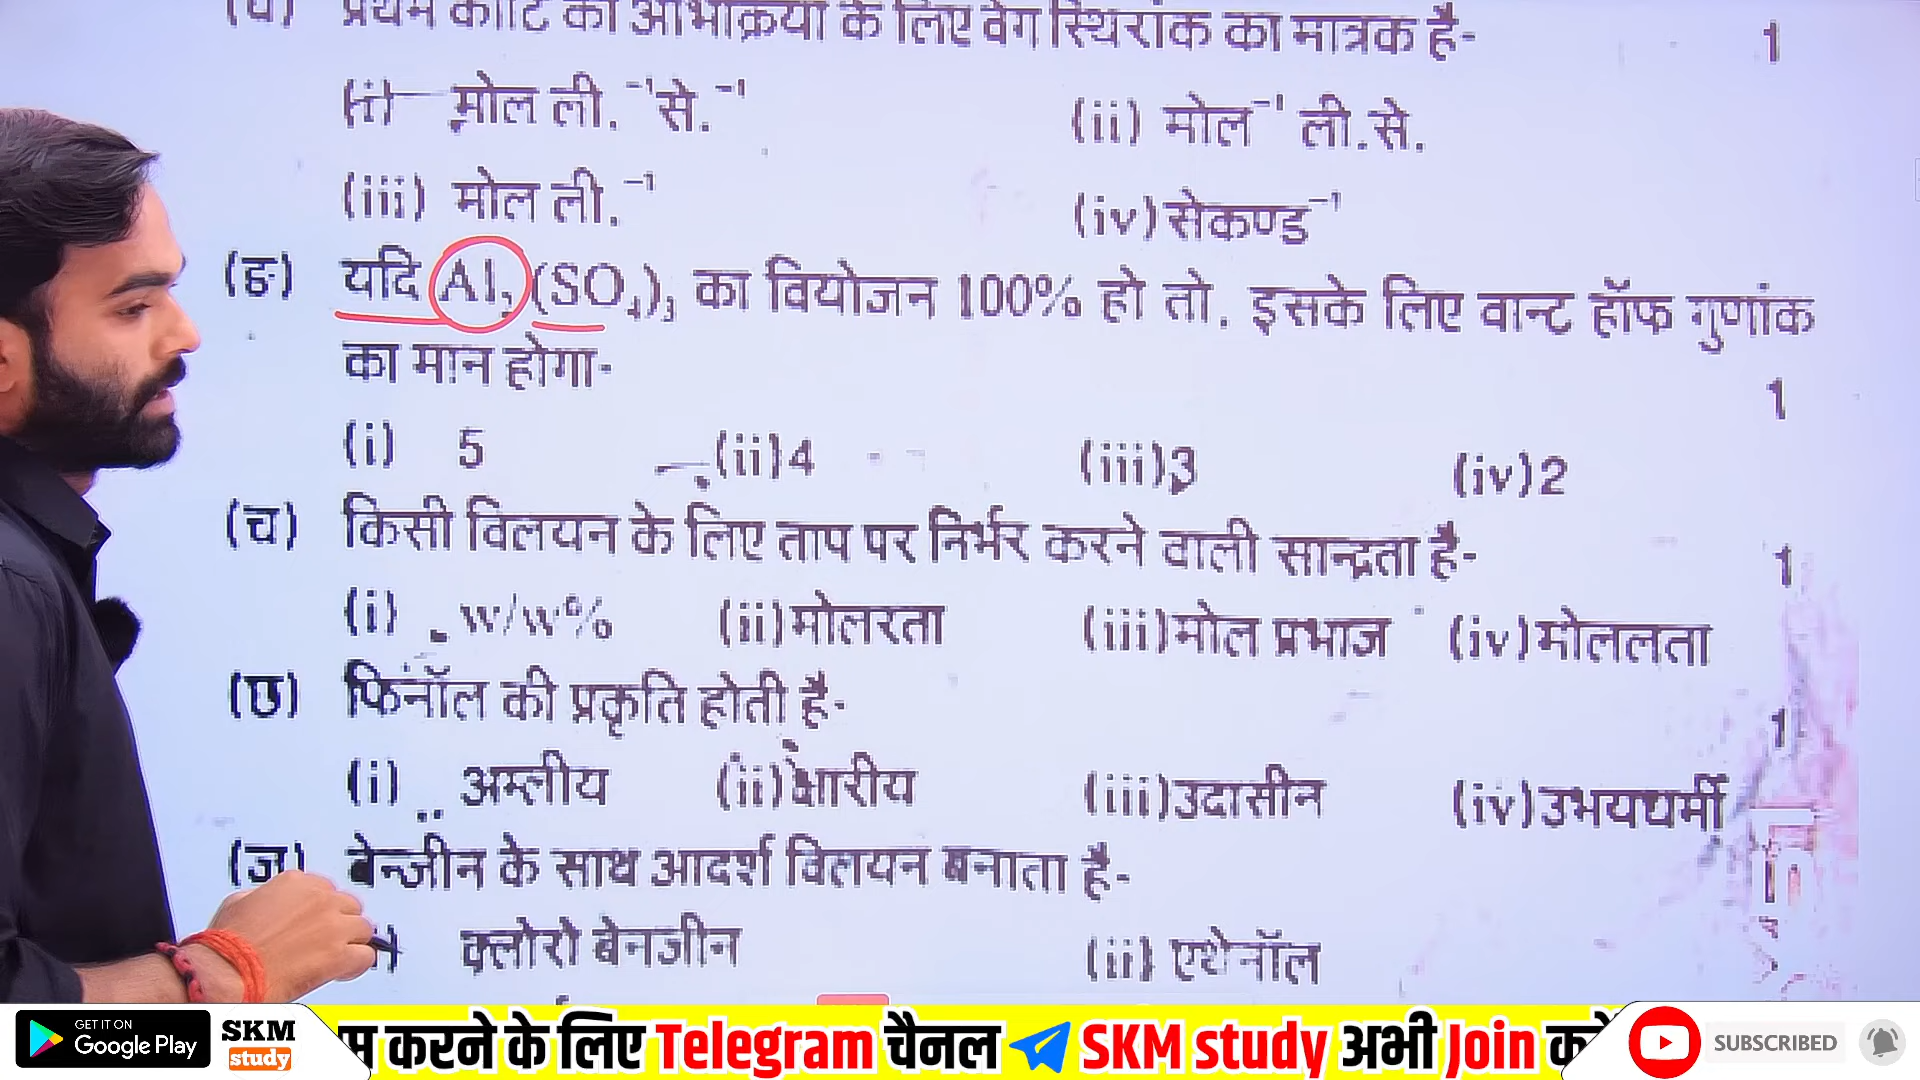 प्रथम कोटि की अभिक्रिया के लिए वेग स्थिरांक का मात्रक है- 1
(i) मोल ली.⁻¹से.⁻¹ (ii) मोल⁻¹ ली.से.
(iii) मोल ली.⁻¹ (iv)सेकण्ड⁻¹
(ङ) यदि Al₂(SO₄)₃ का वियोजन 100% हो तो. इसके लिए वान्ट हॉफ गुणांक
का मान होगा- 1
(i) 5 (ii)4 (iii)3 (iv)2
(च) किसी विलयन के लिए ताप पर निर्भर करने वाली सान्द्रता है- 1
(i) w/w% (ii)मोलरता (iii)मोल प्रभाज (iv)मोललता
(छ) फिनॉल की प्रकृति होती है- 1
(i) अम्लीय (ii)क्षारीय (iii)उदासीन (iv)उभयधर्मी
(ज) बेन्जीन के साथ आदर्श विलयन बनाता है-
क्लोरो बेनजीन (ii) एथेनॉल
GET IT ON
Google Play
SKM
study
करने के लिए Telegram चैनल SKM study अभी Join
SUBSCRIBED